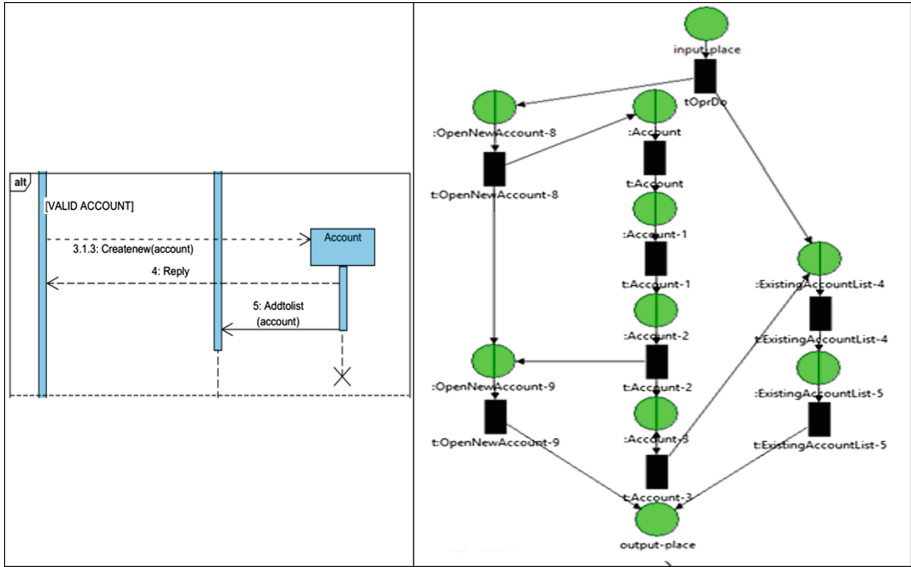 alt
[VALID ACCOUNT]
3.1.3: Createnew(account)
Account
4: Reply
5: Addtolist
(account)
input-place
tOprDo
:OpenNewAccount-8
:Account
t:OpenNewAccount-8
t:Account
:Account-1
t:Account-1
:ExistingAccountList-4
:Account-2
t:ExistingAccountList-4
:OpenNewAccount-9
t:Account-2
:ExistingAccountList-5
t:OpenNewAccount-9
:Account-3
t:ExistingAccountList-5
t:Account-3
output-place